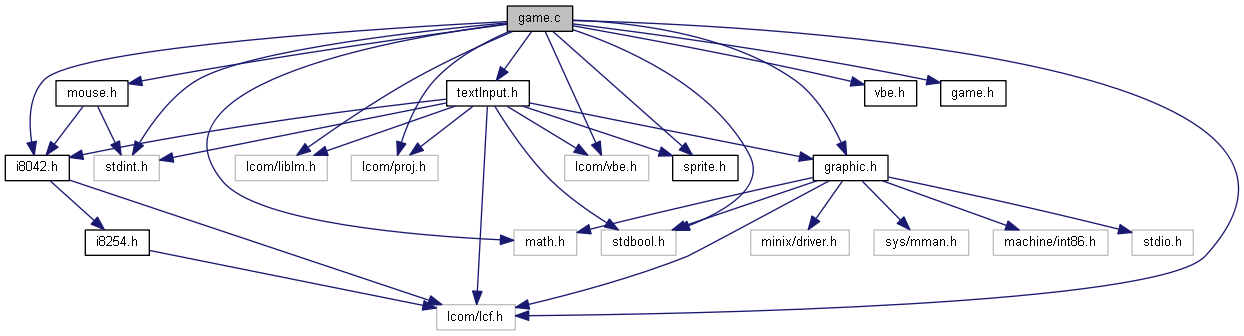 game.c
mouse.h
textInput.h
vbe.h
game.h
i8042.h
stdint.h
lcom/liblm.h
lcom/proj.h
lcom/vbe.h
sprite.h
graphic.h
i8254.h
math.h
stdbool.h
minix/driver.h
sys/mman.h
machine/int86.h
stdio.h
lcom/lcf.h